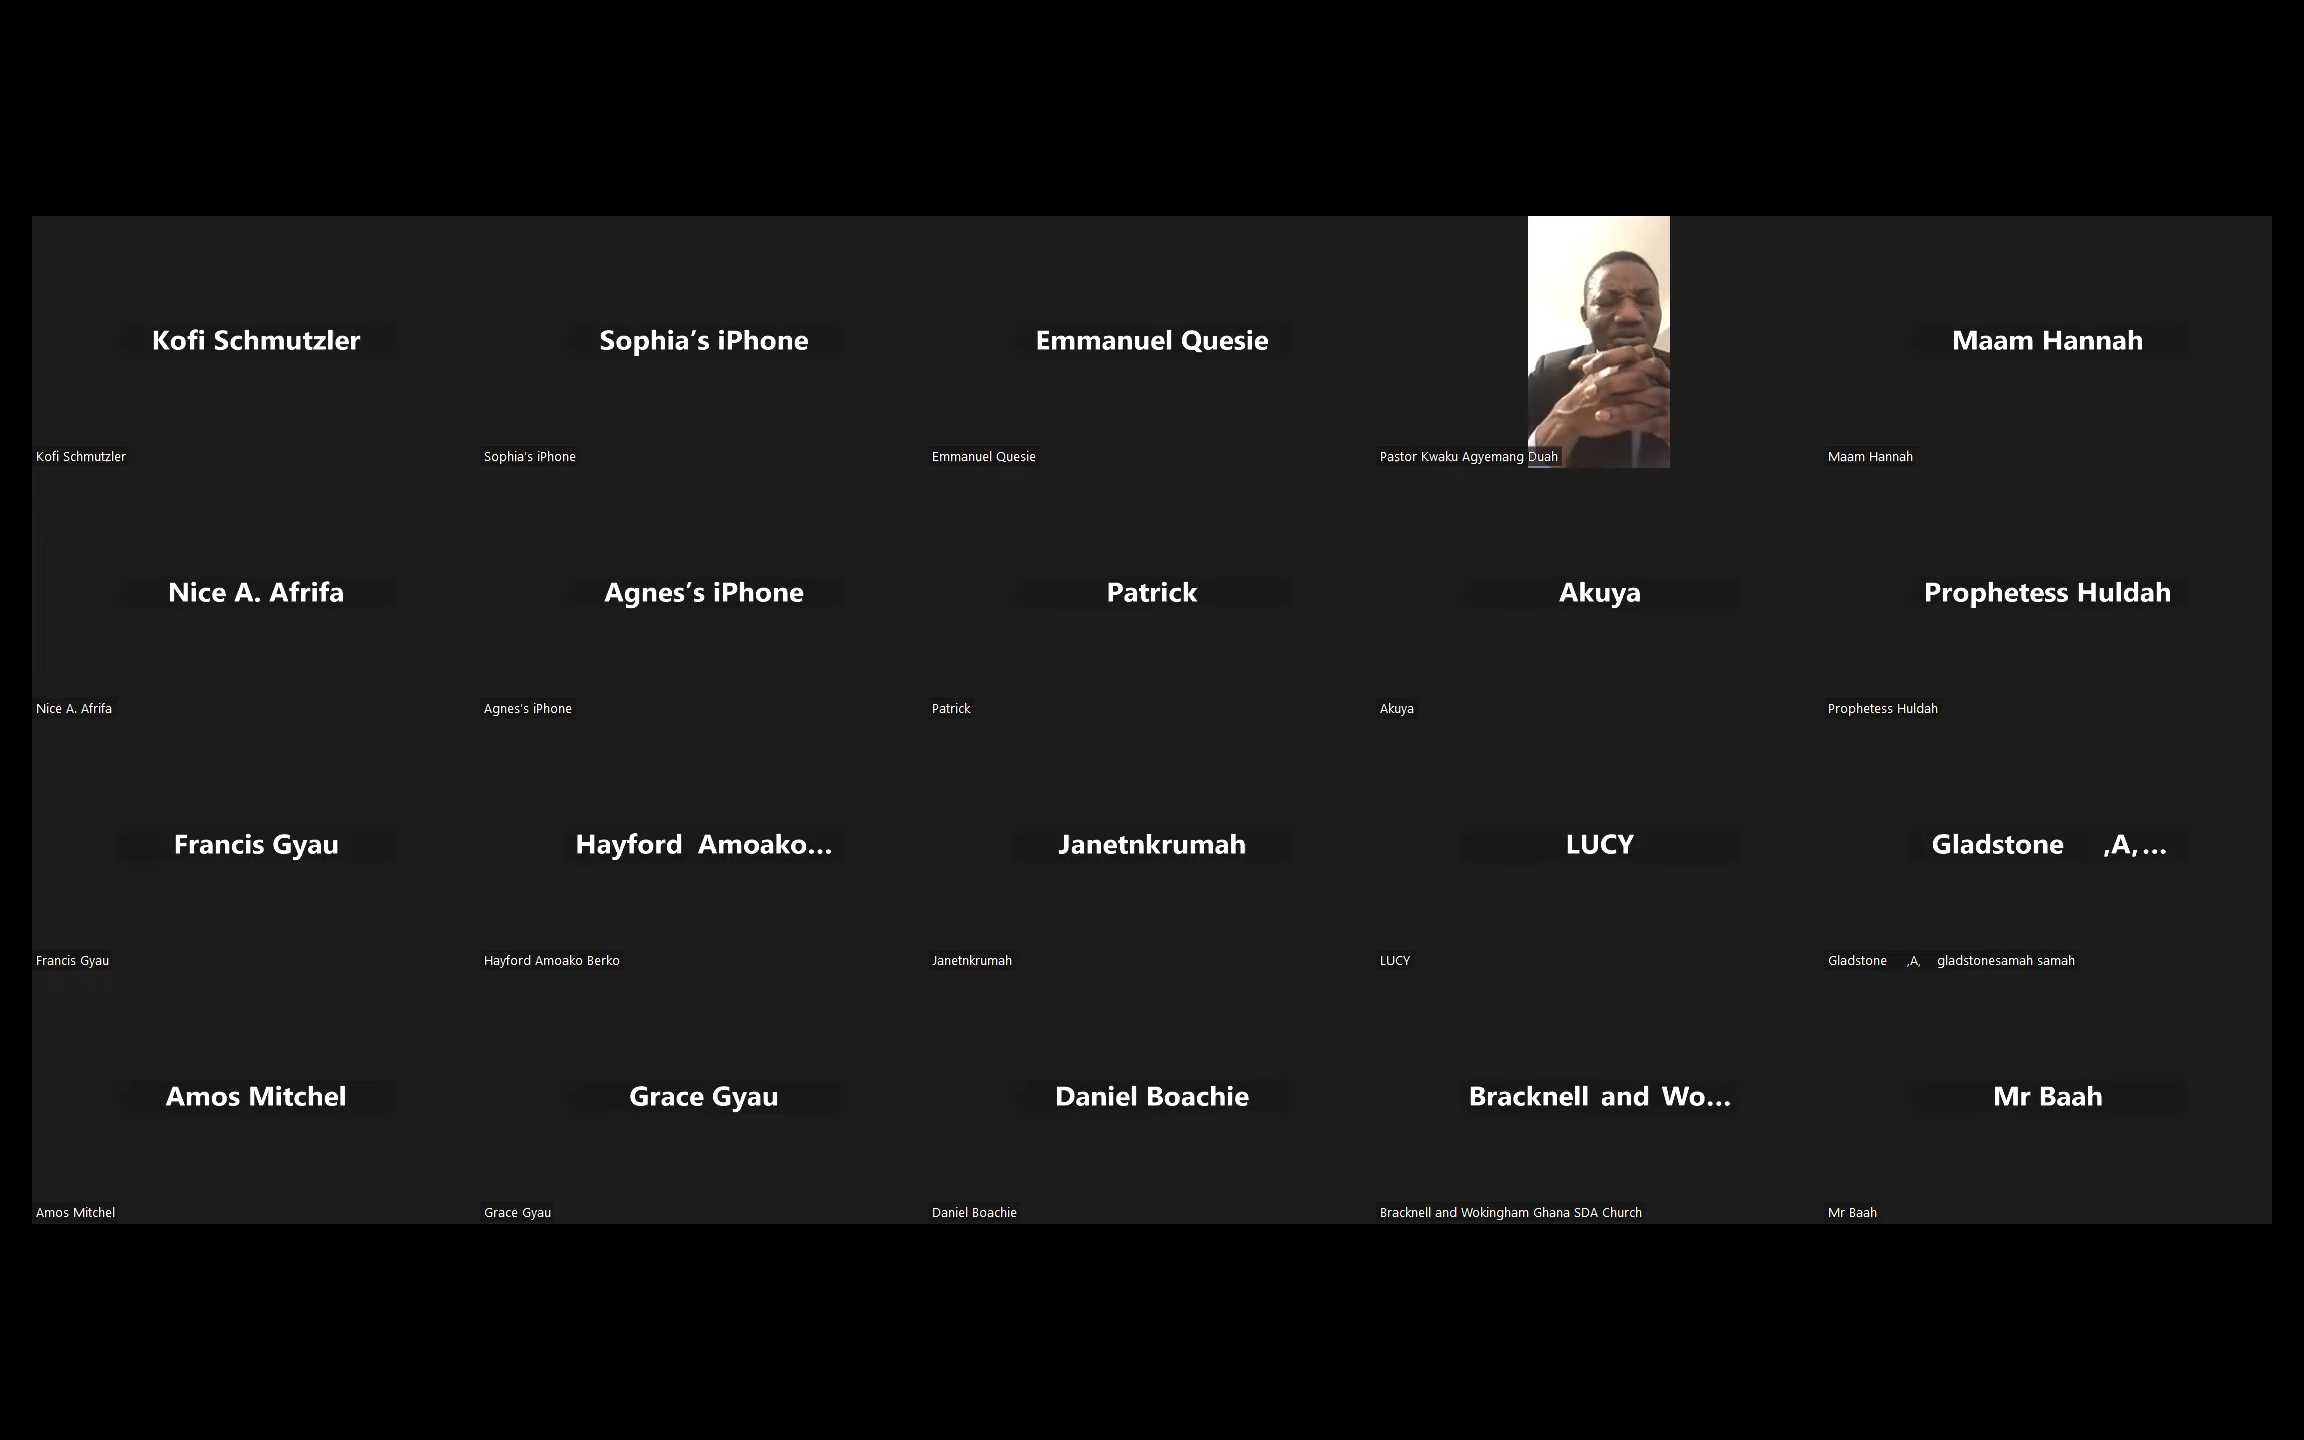 Kofi Schmutzler
Sophia’s iPhone
Emmanuel Quesie
Maam Hannah
Kofi Schmutzler
Sophia's iPhone
Emmanuel Quesie
Pastor Kwaku Agyemang Duah
Maam Hannah
Nice A. Afrifa
Agnes’s iPhone
Patrick
Akuya
Prophetess Huldah
Nice A. Afrifa
Agnes's iPhone
Patrick
Akuya
Prophetess Huldah
Francis Gyau
Hayford Amoako...
Janetnkrumah
LUCY
Gladstone ,A,...
Francis Gyau
Hayford Amoako Berko
Janetnkrumah
LUCY
Gladstone ,A, gladstonesamah samah
Amos Mitchel
Grace Gyau
Daniel Boachie
Bracknell and Wo...
Mr Baah
Amos Mitchel
Grace Gyau
Daniel Boachie
Bracknell and Wokingham Ghana SDA Church
Mr Baah